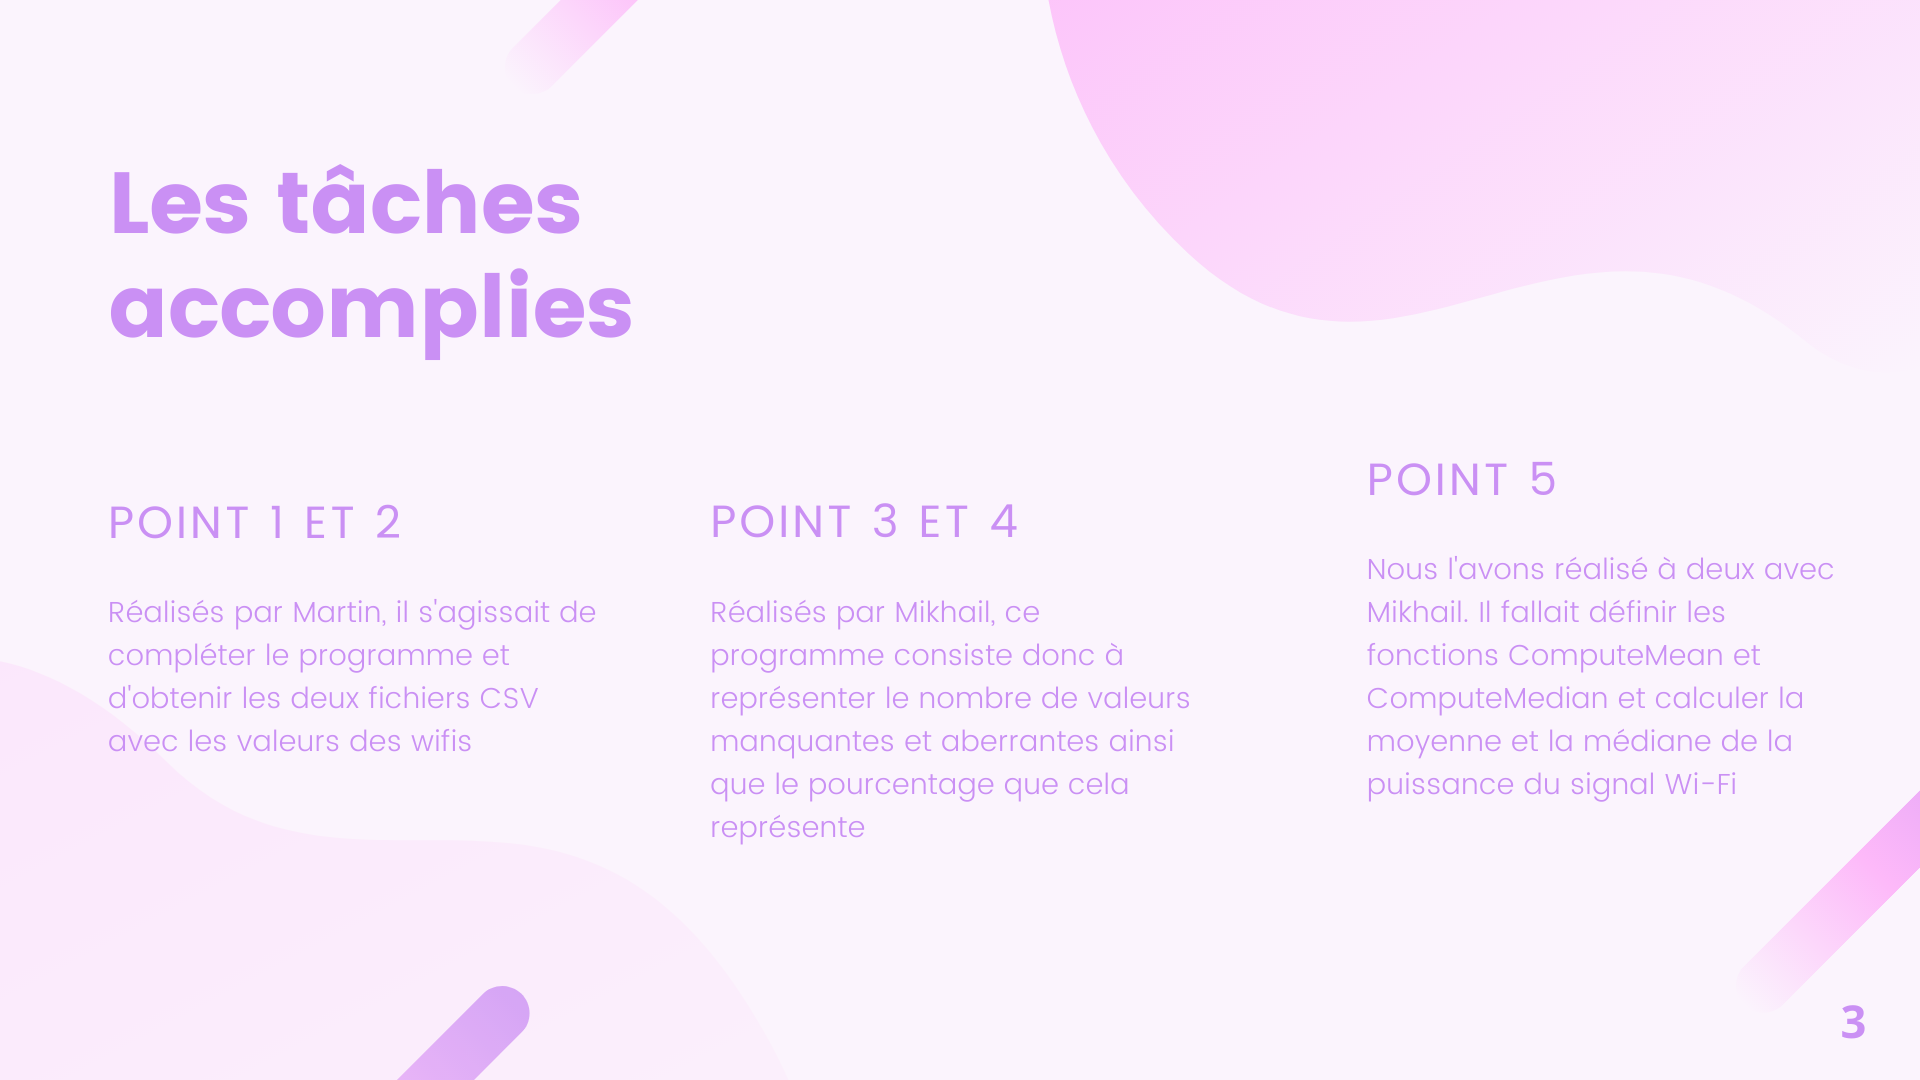 Les tâches
accomplies
POINT 1 ET 2
Réalisés par Martin, il s'agissait de
compléter le programme et
d'obtenir les deux fichiers CSV
avec les valeurs des wifis
POINT 3 ET 4
Réalisés par Mikhail, ce
programme consiste donc à
représenter le nombre de valeurs
manquantes et aberrantes ainsi
que le pourcentage que cela
représente
POINT 5
Nous l'avons réalisé à deux avec
Mikhail. Il fallait définir les
fonctions ComputeMean et
ComputeMedian et calculer la
moyenne et la médiane de la
puissance du signal Wi-Fi
3